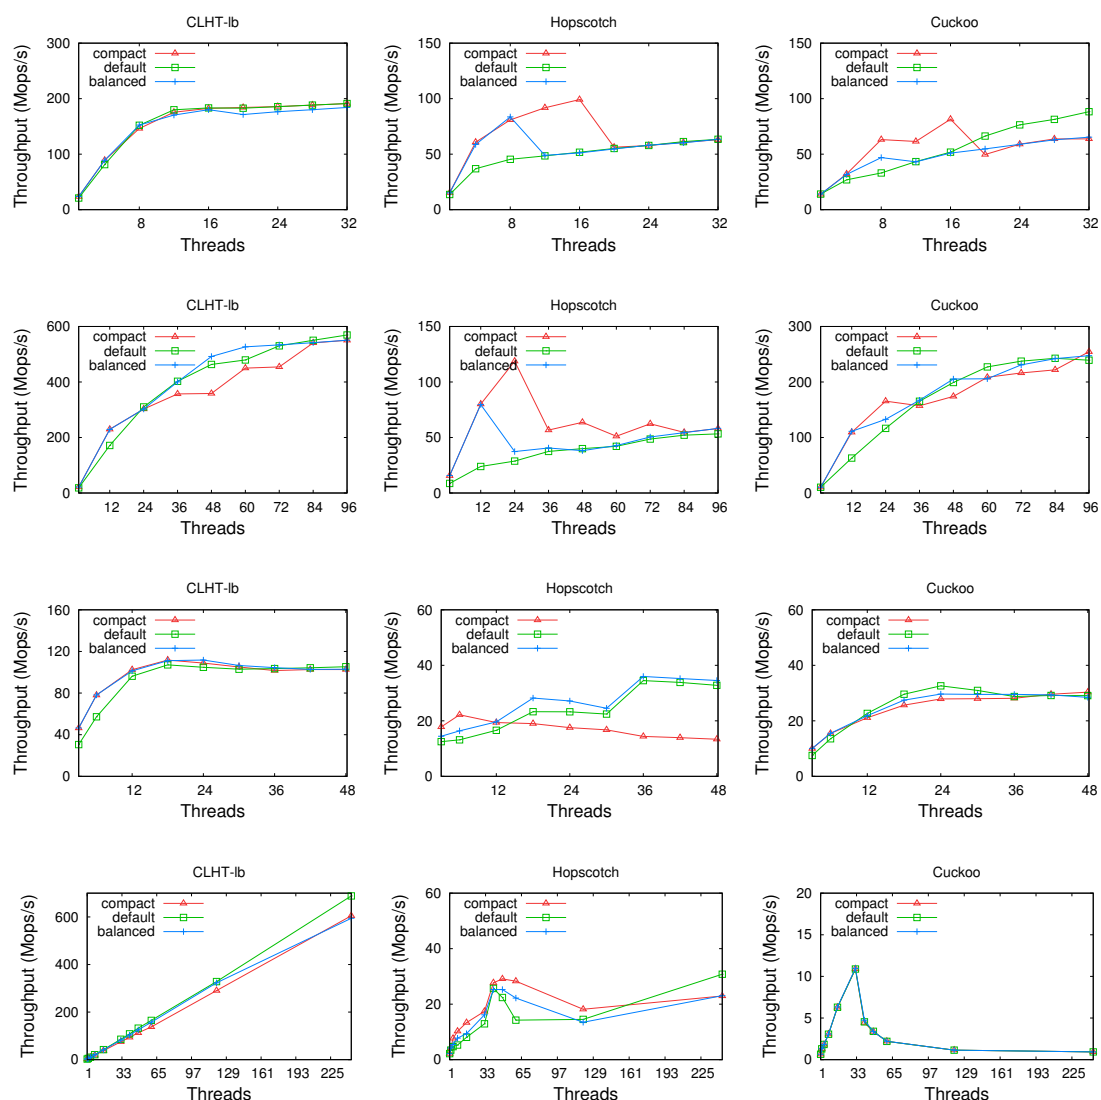 CLHT-lb
Throughput (Mops/s)
300
200
100
0
compact
default
balanced
8 16 24 32
Threads
Hopscotch
Throughput (Mops/s)
150
100
50
0
compact
default
balanced
8 16 24 32
Threads
Cuckoo
Throughput (Mops/s)
150
100
50
0
compact
default
balanced
8 16 24 32
Threads
CLHT-lb
Throughput (Mops/s)
600
400
200
0
compact
default
balanced
12 24 36 48 60 72 84 96
Threads
Hopscotch
Throughput (Mops/s)
150
100
50
0
compact
default
balanced
12 24 36 48 60 72 84 96
Threads
Cuckoo
Throughput (Mops/s)
300
200
100
0
compact
default
balanced
12 24 36 48 60 72 84 96
Threads
CLHT-lb
Throughput (Mops/s)
160
120
80
40
0
compact
default
balanced
12 24 36 48
Threads
Hopscotch
Throughput (Mops/s)
60
40
20
0
compact
default
balanced
12 24 36 48
Threads
Cuckoo
Throughput (Mops/s)
60
40
20
0
compact
default
balanced
12 24 36 48
Threads
CLHT-lb
Throughput (Mops/s)
600
400
200
0
compact
default
balanced
1 33 65 97 129 161 193 225
Threads
Hopscotch
Throughput (Mops/s)
60
40
20
0
compact
default
balanced
1 33 65 97 129 161 193 225
Threads
Cuckoo
Throughput (Mops/s)
20
15
10
5
0
compact
default
balanced
1 33 65 97 129 161 193 225
Threads